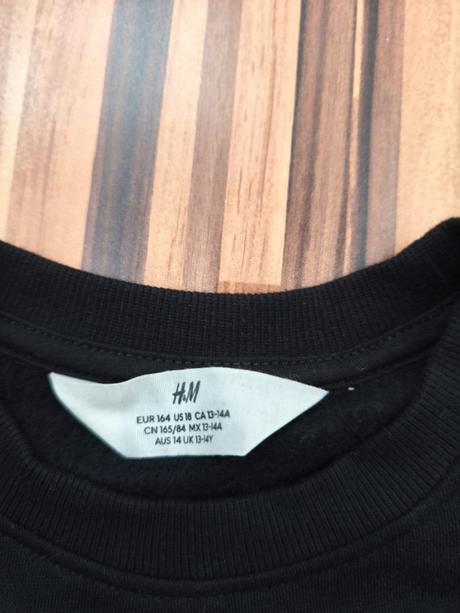 H&M
EUR 164 US 18 CA 13-14A
CN 165/84 MX 13-14A
AUS 14 UK 13-14Y